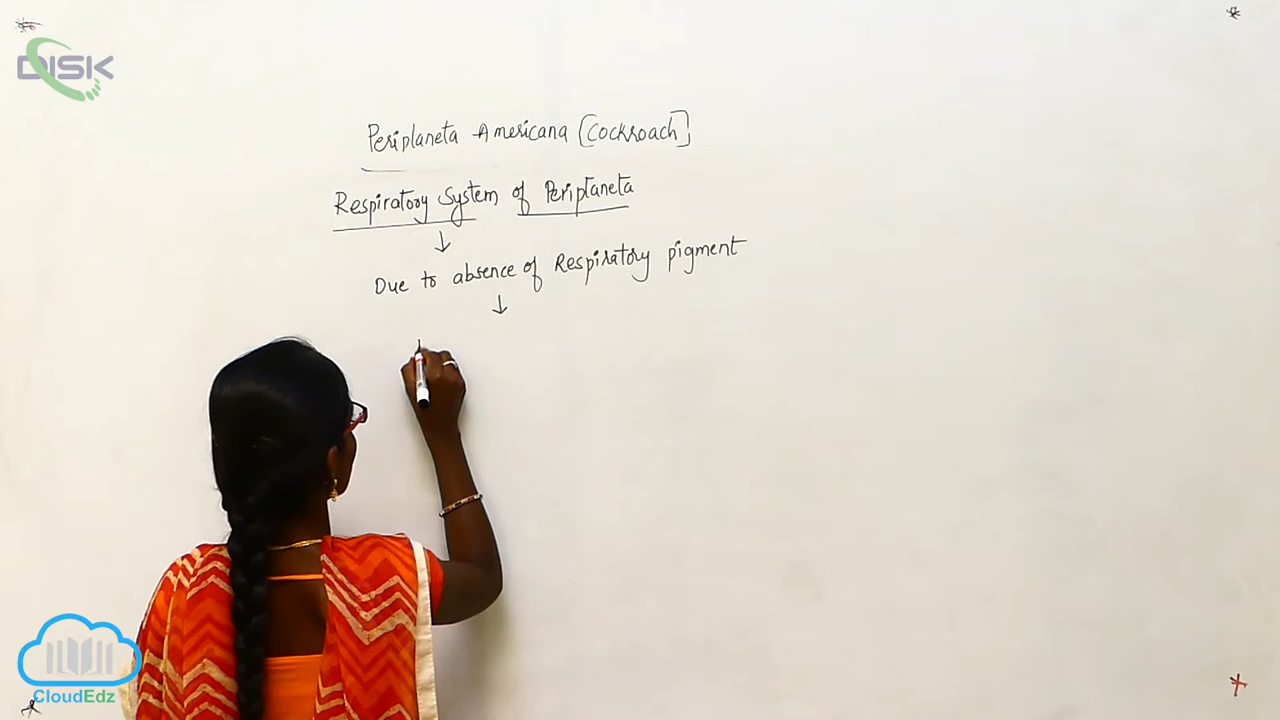 DISK
Periplaneta Americana [Cockroach]
Respiratory System of Periplaneta
↓
Due to absence of Respiratory pigment
↓
CloudEdz